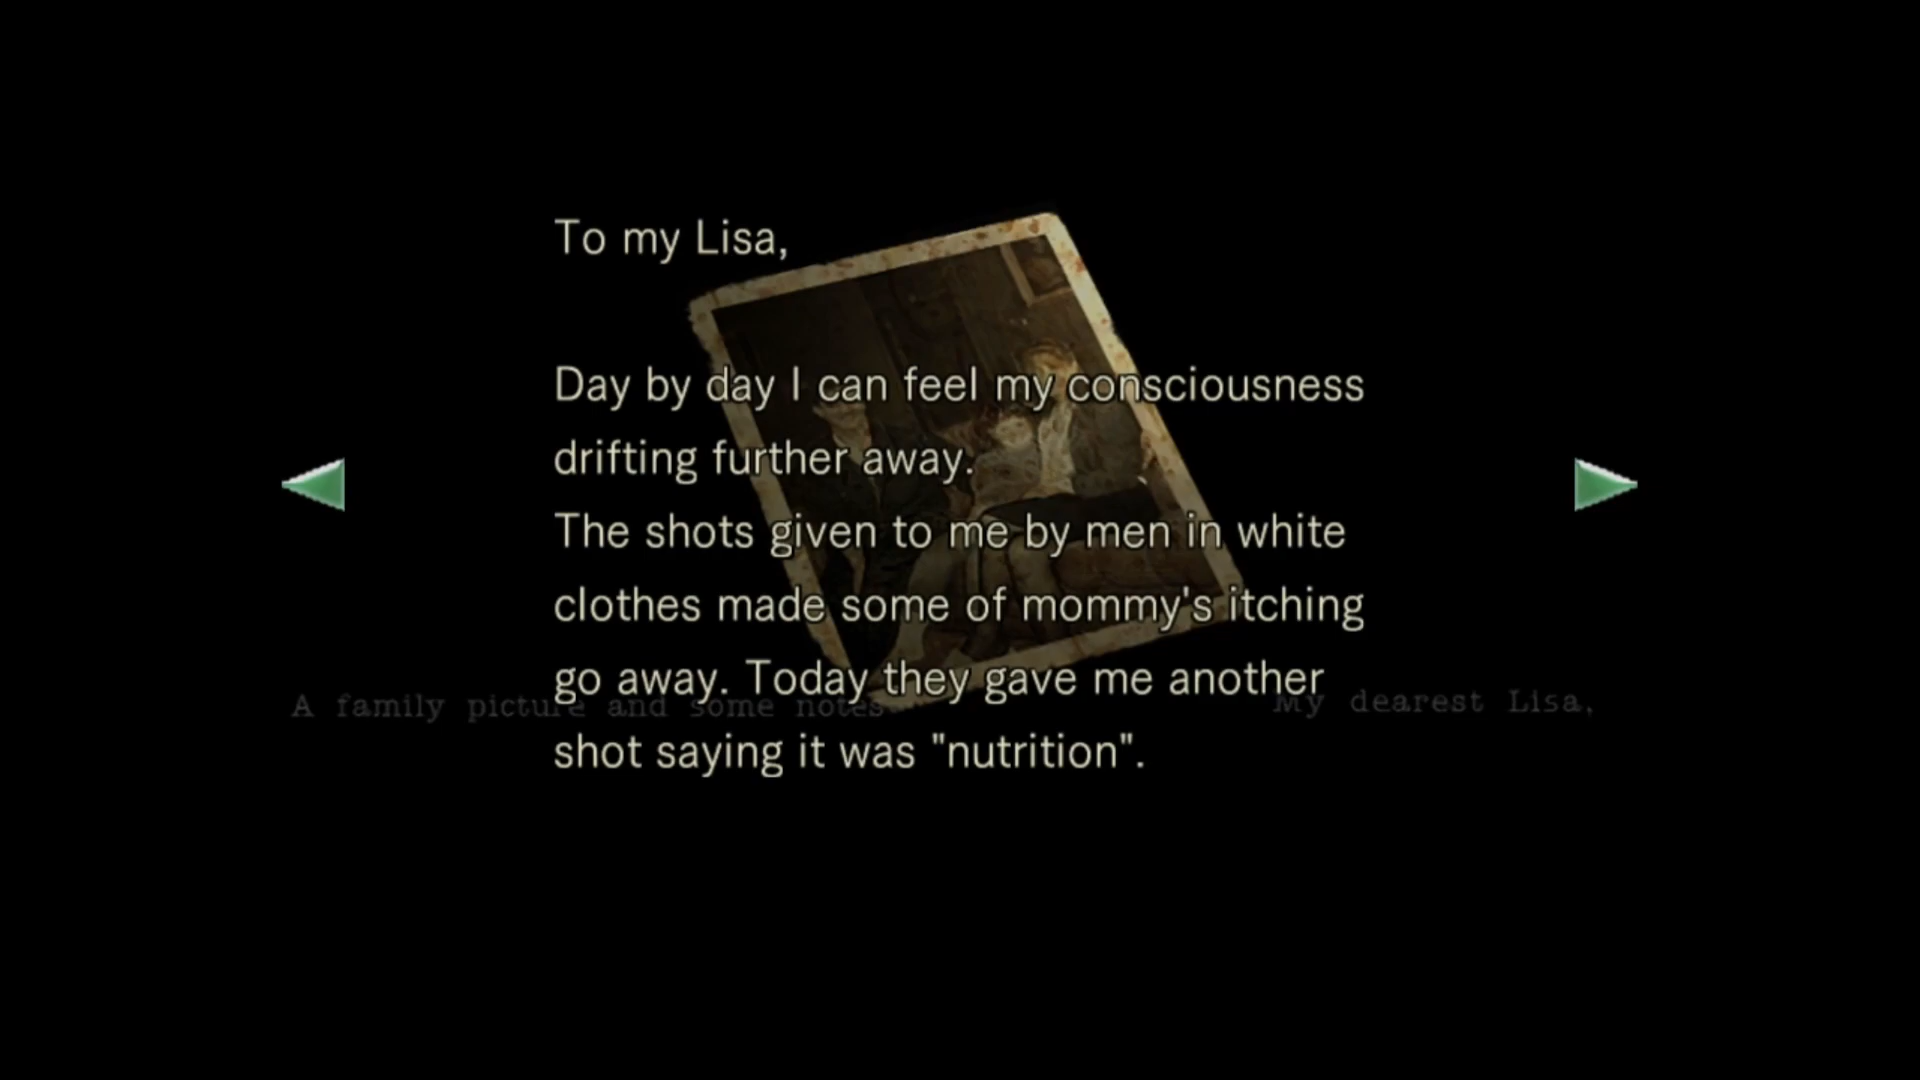 To my Lisa,
Day by day I can feel my consciousness
drifting further away.
The shots given to me by men in white
clothes made some of mommy's itching
go away. Today they gave me another
shot saying it was "nutrition".
A family picture and some notes
My dearest Lisa,